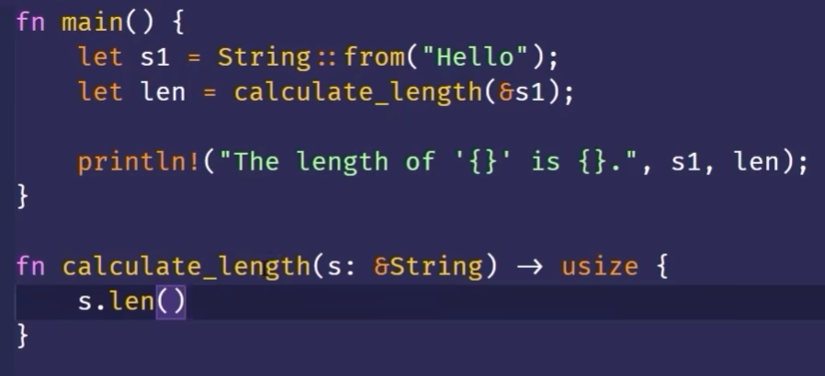 fn main() {
    let s1 = String::from("Hello");
    let len = calculate_length(&s1);

    println!("The length of '{}' is {}.", s1, len);
}

fn calculate_length(s: &String) -> usize {
    s.len()
}